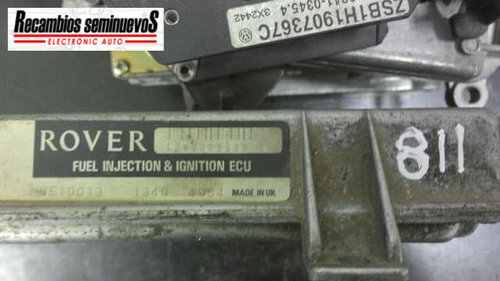 Recambios seminuevos
ELECTRONIC AUTO
ZSB1H1907367C
3X2442
ROVER
FUEL INJECTION & IGNITION ECU
MADE IN UK
811